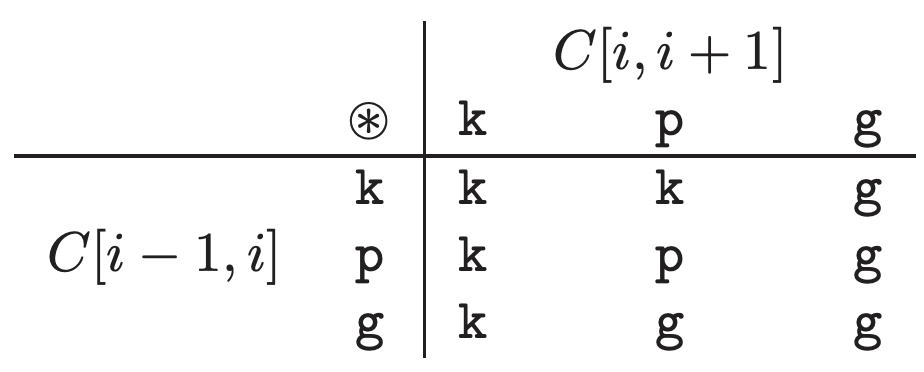 C[i, i + 1]
⊛ k p g
k k k g
C[i − 1, i] p k p g
g k g g